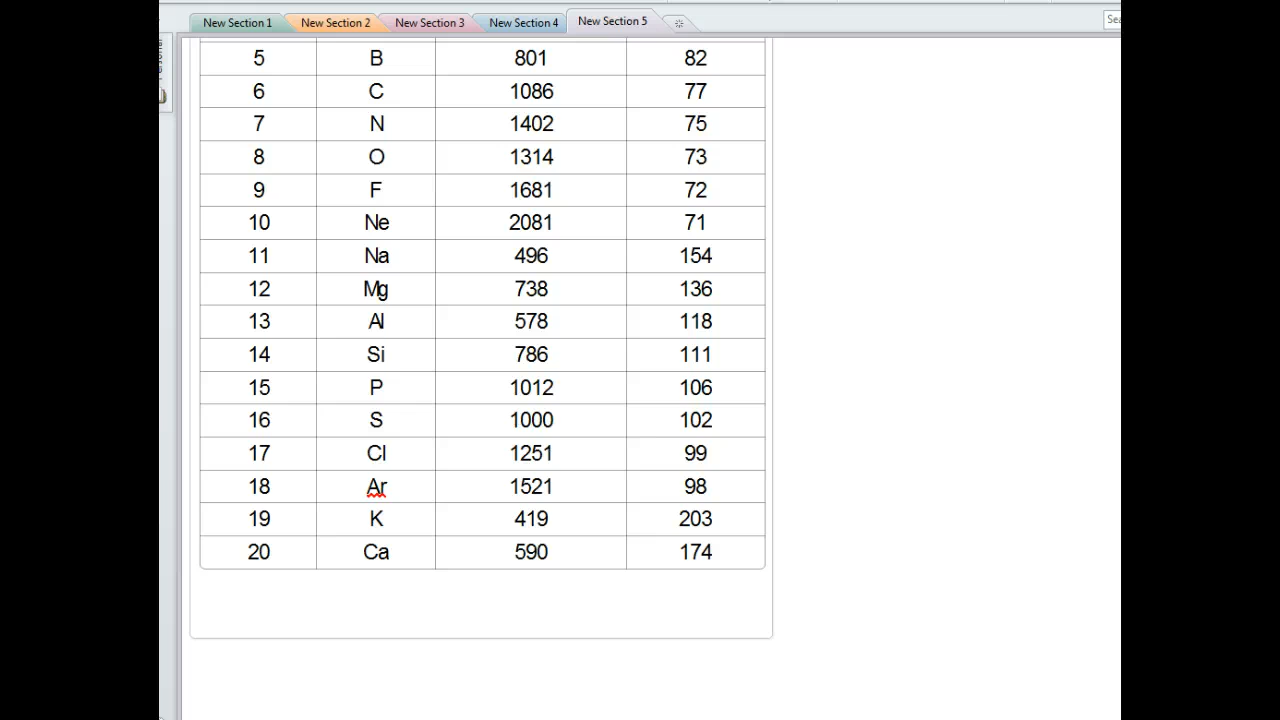 New Section 1 New Section 2 New Section 3 New Section 4 New Section 5
Sea
Personal
5 B 801 82
6 C 1086 77
7 N 1402 75
8 O 1314 73
9 F 1681 72
10 Ne 2081 71
11 Na 496 154
12 Mg 738 136
13 Al 578 118
14 Si 786 111
15 P 1012 106
16 S 1000 102
17 Cl 1251 99
18 Ar 1521 98
19 K 419 203
20 Ca 590 174